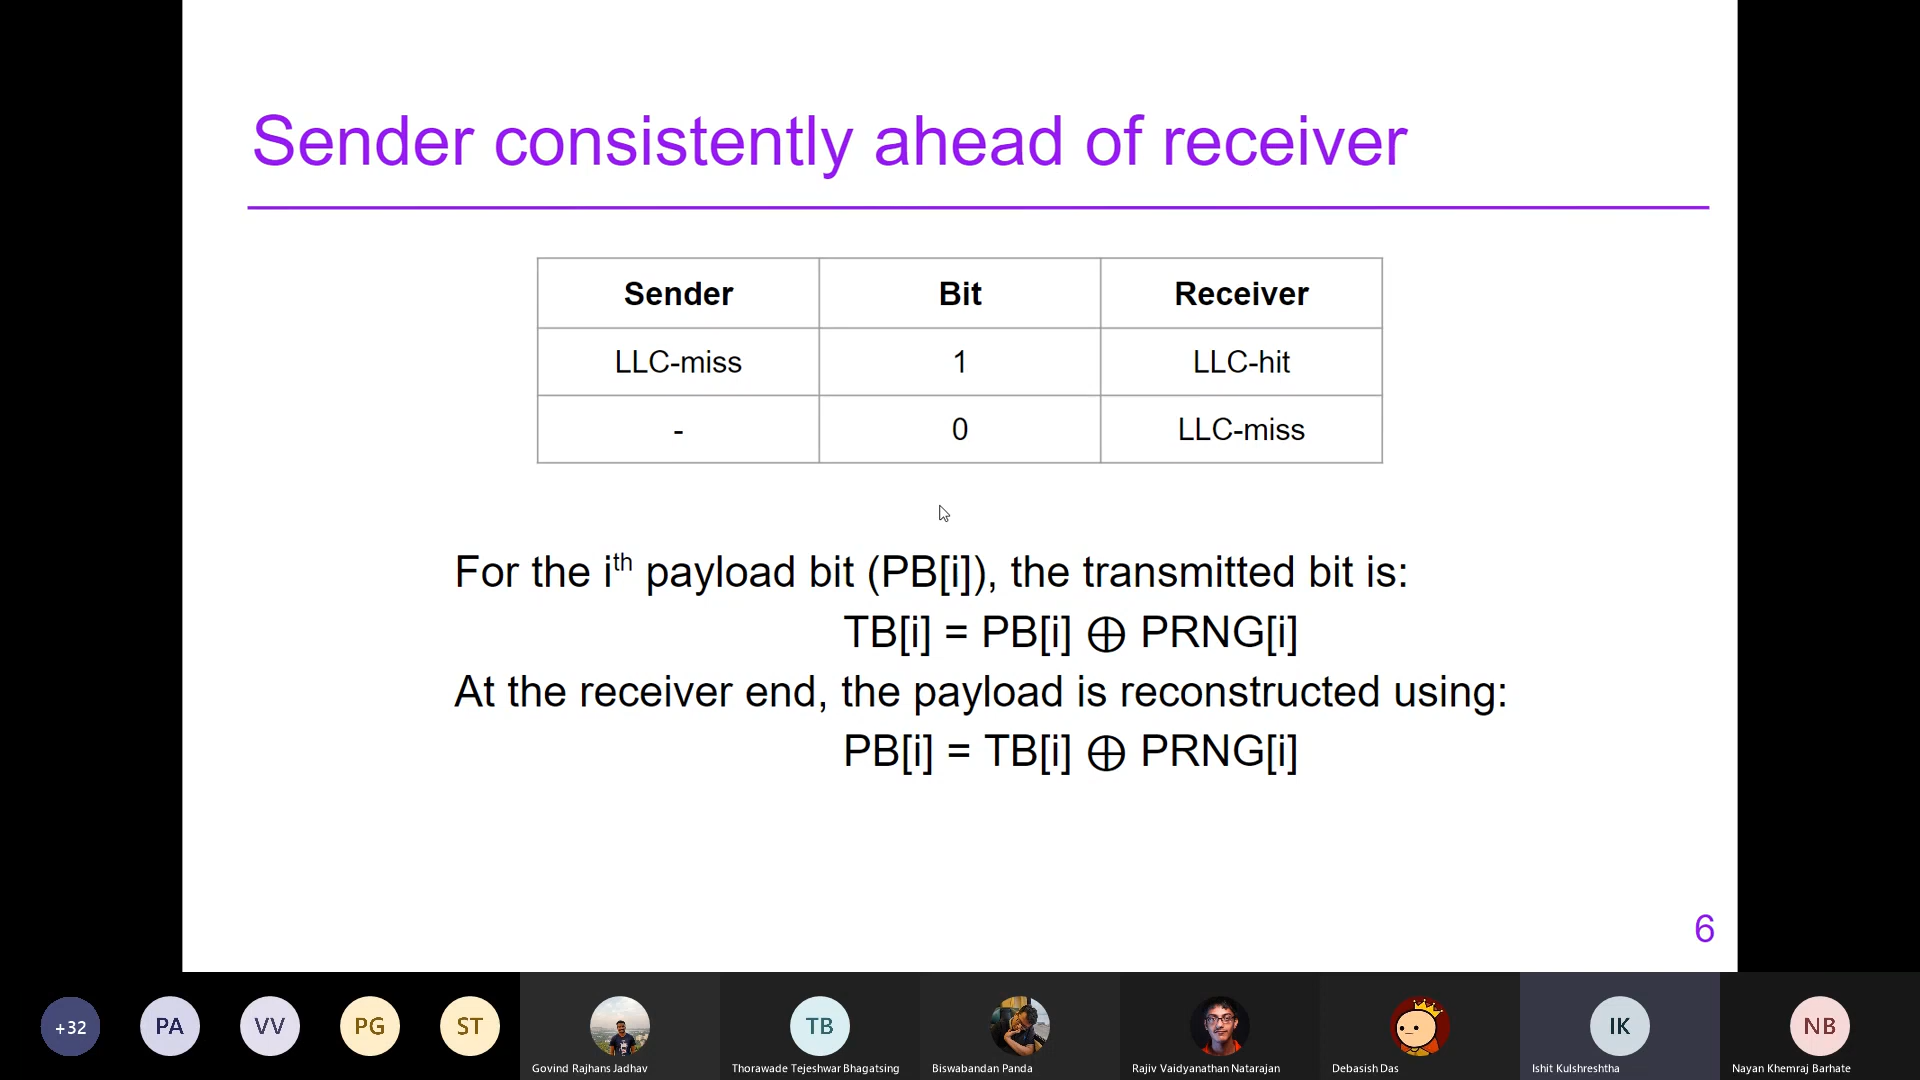 Sender consistently ahead of receiver
Sender Bit Receiver
LLC-miss 1 LLC-hit
- 0 LLC-miss
For the ith payload bit (PB[i]), the transmitted bit is:
TB[i] = PB[i] ⊕ PRNG[i]
At the receiver end, the payload is reconstructed using:
PB[i] = TB[i] ⊕ PRNG[i]
6
+32 PA VV PG ST TB IK NB
Govind Rajhans Jadhav Thorawade Tejeshwar Bhagatsing Biswabandan Panda Rajiv Vaidyanathan Natarajan Debasish Das Ishit Kulshreshtha Nayan Khemraj Barhate